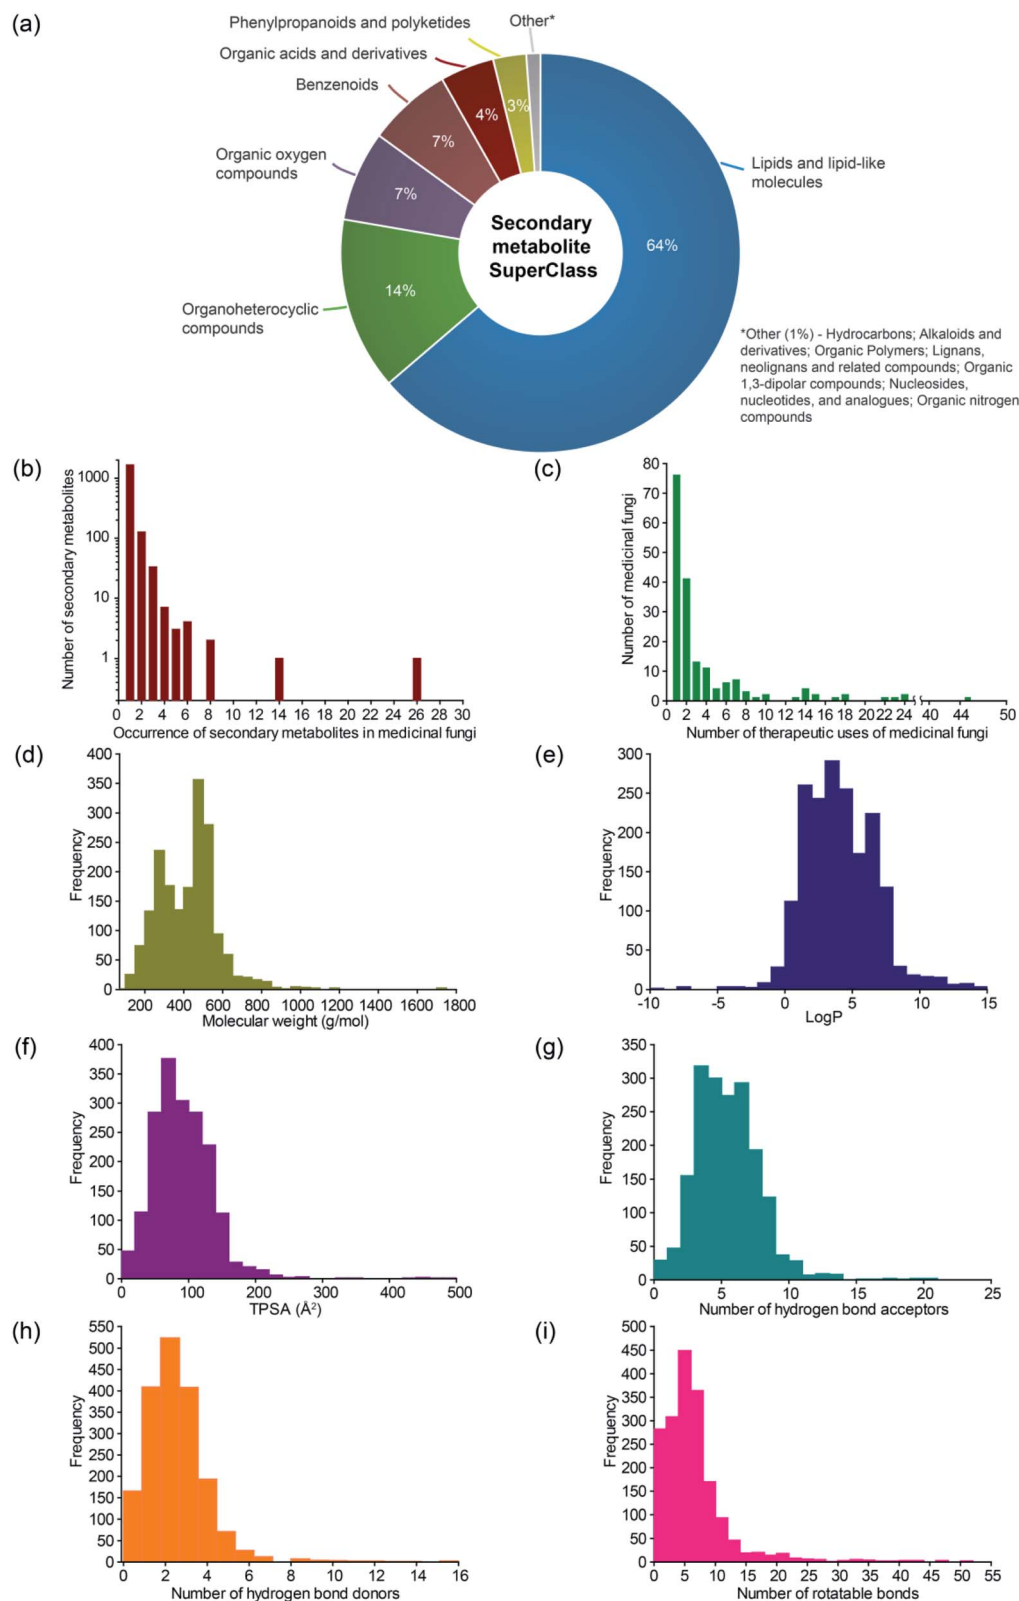 (a)
Phenylpropanoids and polyketides
Other*
Organic acids and derivatives
Benzenoids
Organic oxygen
compounds
Organoheterocyclic
compounds
Lipids and lipid-like
molecules
3%
4%
7%
7%
14%
64%
Secondary
metabolite
SuperClass
*Other (1%) - Hydrocarbons; Alkaloids and
derivatives; Organic Polymers; Lignans,
neolignans and related compounds; Organic
1,3-dipolar compounds; Nucleosides,
nucleotides, and analogues; Organic nitrogen
compounds
(b)
Number of secondary metabolites
1000
100
10
1
0 2 4 6 8 10 12 14 16 18 20 22 24 26 28 30
Occurrence of secondary metabolites in medicinal fungi
(c)
Number of medicinal fungi
80
70
60
50
40
30
20
10
0
0 2 4 6 8 10 12 14 16 18 20 22 24 40 44 50
Number of therapeutic uses of medicinal fungi
(d)
Frequency
400
350
300
250
200
150
100
50
0
200 400 600 800 1000 1200 1400 1600 1800
Molecular weight (g/mol)
(e)
Frequency
300
250
200
150
100
50
0
-10 -5 0 5 10 15
LogP
(f)
Frequency
400
350
300
250
200
150
100
50
0
0 100 200 300 400 500
TPSA (Å²)
(g)
Frequency
350
300
250
200
150
100
50
0
0 5 10 15 20 25
Number of hydrogen bond acceptors
(h)
Frequency
550
500
450
400
350
300
250
200
150
100
50
0
0 2 4 6 8 10 12 14 16
Number of hydrogen bond donors
(i)
Frequency
500
450
400
350
300
250
200
150
100
50
0
0 5 10 15 20 25 30 35 40 45 50 55
Number of rotatable bonds